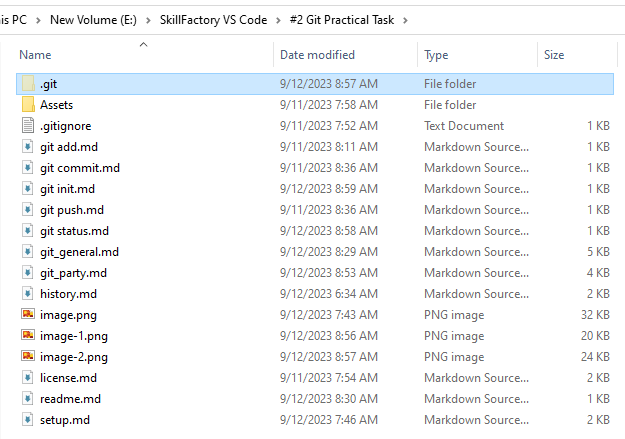 is PC > New Volume (E:) > SkillFactory VS Code > #2 Git Practical Task >
Name Date modified Type Size
.git 9/12/2023 8:57 AM File folder
Assets 9/11/2023 7:58 AM File folder
.gitignore 9/11/2023 7:52 AM Text Document 1 KB
git add.md 9/11/2023 8:11 AM Markdown Source... 1 KB
git commit.md 9/11/2023 8:36 AM Markdown Source... 1 KB
git init.md 9/12/2023 8:59 AM Markdown Source... 1 KB
git push.md 9/11/2023 8:36 AM Markdown Source... 1 KB
git status.md 9/12/2023 8:58 AM Markdown Source... 1 KB
git_general.md 9/12/2023 8:29 AM Markdown Source... 5 KB
git_party.md 9/12/2023 8:53 AM Markdown Source... 4 KB
history.md 9/12/2023 6:34 AM Markdown Source... 2 KB
image.png 9/12/2023 7:43 AM PNG image 32 KB
image-1.png 9/12/2023 8:56 AM PNG image 20 KB
image-2.png 9/12/2023 8:57 AM PNG image 24 KB
license.md 9/11/2023 7:54 AM Markdown Source... 2 KB
readme.md 9/12/2023 8:30 AM Markdown Source... 1 KB
setup.md 9/12/2023 7:46 AM Markdown Source... 2 KB